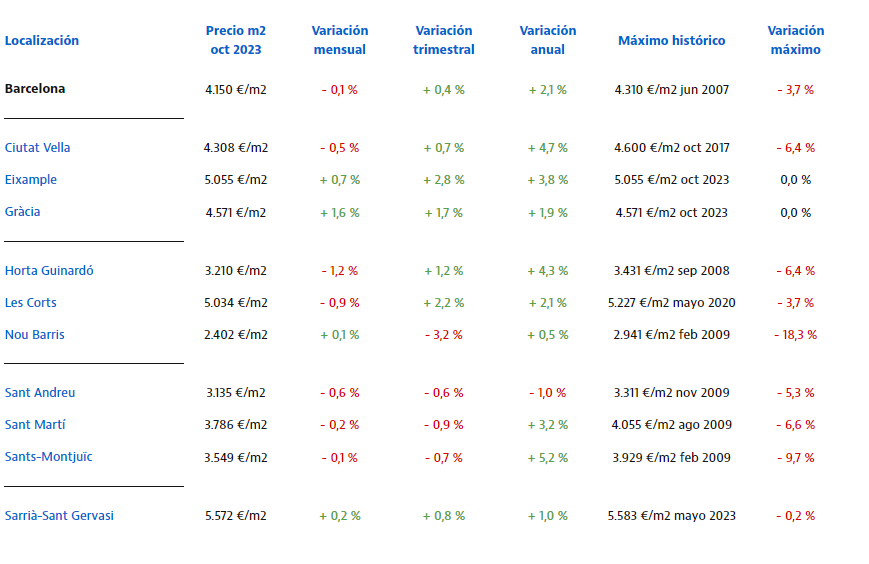 Localización Precio m2 oct 2023 Variación mensual Variación trimestral Variación anual Máximo histórico Variación máximo
Barcelona 4.150 €/m2 - 0,1 % + 0,4 % + 2,1 % 4.310 €/m2 jun 2007 - 3,7 %
Ciutat Vella 4.308 €/m2 - 0,5 % + 0,7 % + 4,7 % 4.600 €/m2 oct 2017 - 6,4 %
Eixample 5.055 €/m2 + 0,7 % + 2,8 % + 3,8 % 5.055 €/m2 oct 2023 0,0 %
Gràcia 4.571 €/m2 + 1,6 % + 1,7 % + 1,9 % 4.571 €/m2 oct 2023 0,0 %
Horta Guinardó 3.210 €/m2 - 1,2 % + 1,2 % + 4,3 % 3.431 €/m2 sep 2008 - 6,4 %
Les Corts 5.034 €/m2 - 0,9 % + 2,2 % + 2,1 % 5.227 €/m2 mayo 2020 - 3,7 %
Nou Barris 2.402 €/m2 + 0,1 % - 3,2 % + 0,5 % 2.941 €/m2 feb 2009 - 18,3 %
Sant Andreu 3.135 €/m2 - 0,6 % - 0,6 % - 1,0 % 3.311 €/m2 nov 2009 - 5,3 %
Sant Martí 3.786 €/m2 - 0,2 % - 0,9 % + 3,2 % 4.055 €/m2 ago 2009 - 6,6 %
Sants-Montjuïc 3.549 €/m2 - 0,1 % - 0,7 % + 5,2 % 3.929 €/m2 feb 2009 - 9,7 %
Sarrià-Sant Gervasi 5.572 €/m2 + 0,2 % + 0,8 % + 1,0 % 5.583 €/m2 mayo 2023 - 0,2 %